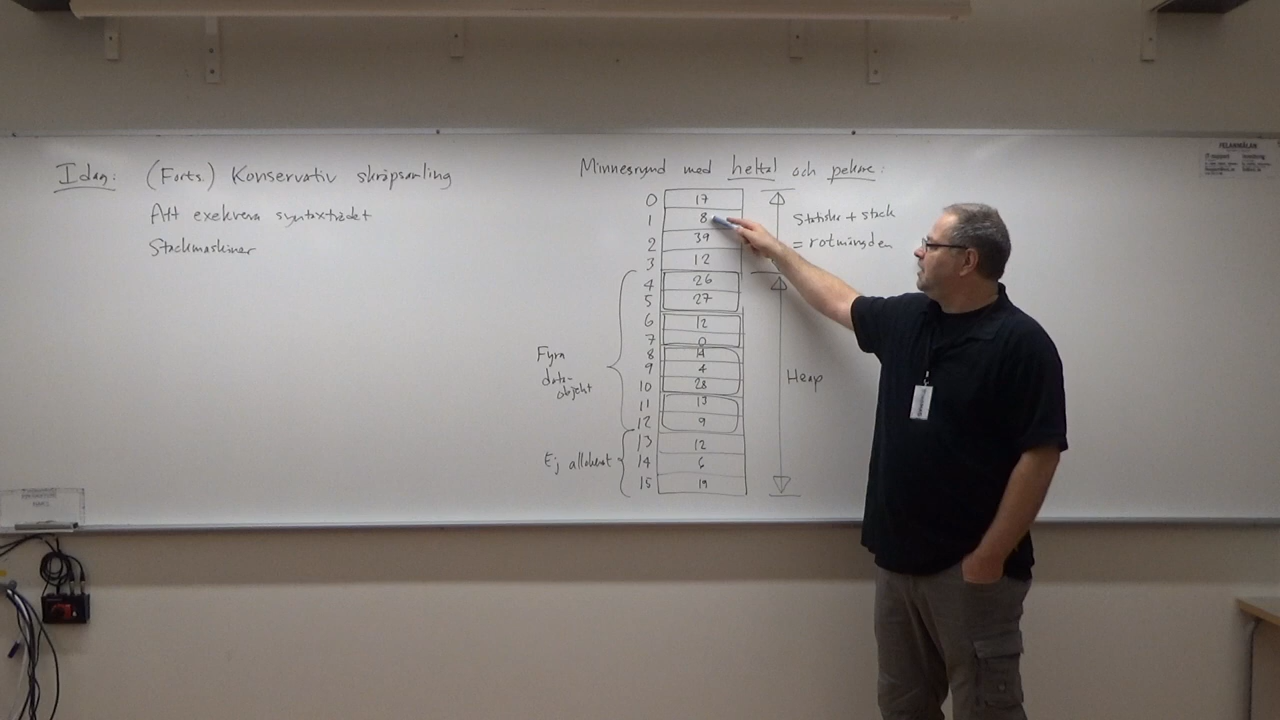 Idag: (Forts.) Konservativ skräpsamling
Att exekvera syntaxträdet
Stackmaskiner
Minnesrymd med heltal och pekare:
0 17
1 8
2 39
3 12
4 26
5 27
6 12
7 0
8 14
9 4
10 28
11 13
12 9
13 12
14 6
15 19
Statiska + stack
= rotmängden
Heap
Fyra
data-
objekt
Ej allokerat
FELANMÄLAN